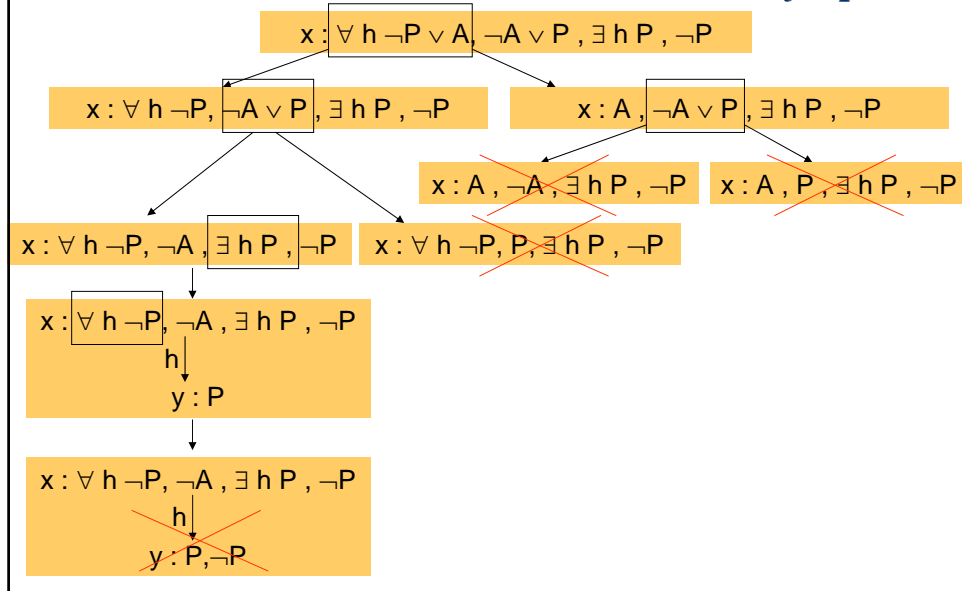 x : ∀ h ¬P ∨ A, ¬A ∨ P , ∃ h P , ¬P
x : ∀ h ¬P, ¬A ∨ P , ∃ h P , ¬P
x : A , ¬A ∨ P , ∃ h P , ¬P
x : A , ¬A , ∃ h P , ¬P
x : A , P , ∃ h P , ¬P
x : ∀ h ¬P, ¬A , ∃ h P , ¬P
x : ∀ h ¬P, P, ∃ h P , ¬P
x : ∀ h ¬P, ¬A , ∃ h P , ¬P
h
y : P
x : ∀ h ¬P, ¬A , ∃ h P , ¬P
h
y : P,¬P